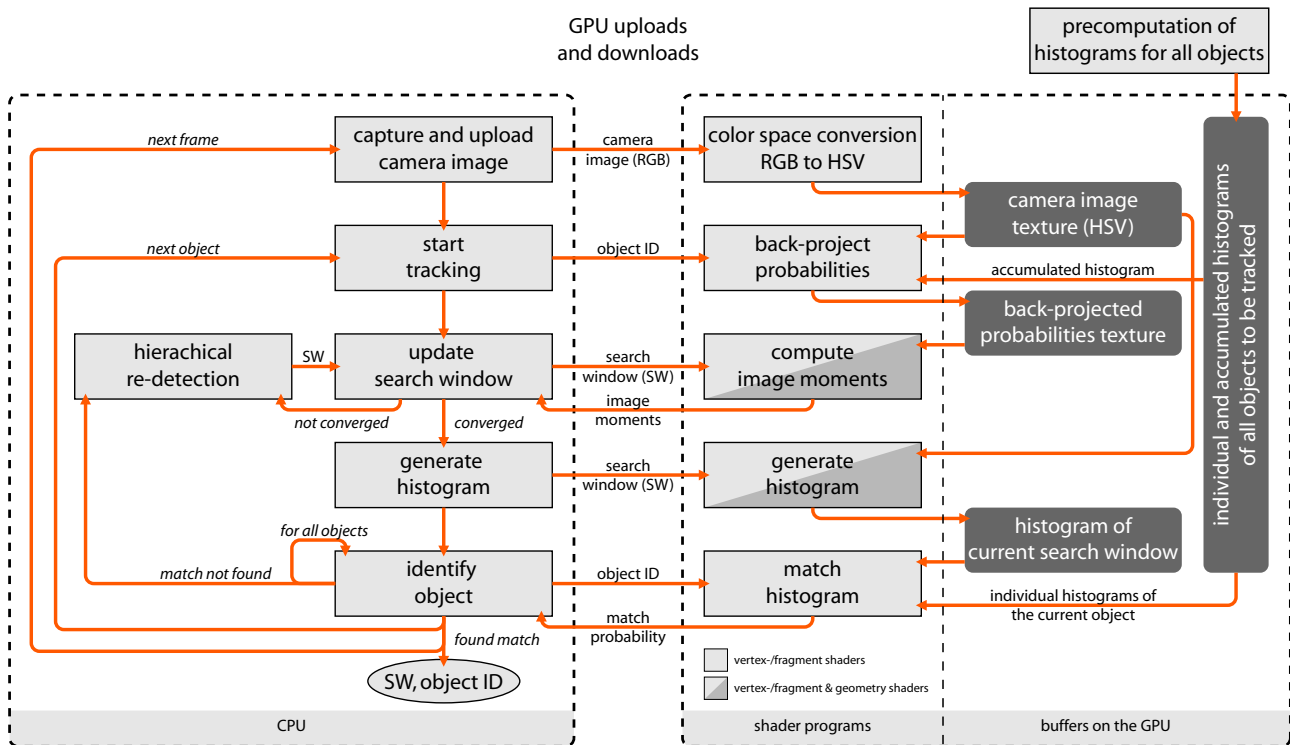 GPU uploads
and downloads
precomputation of
histograms for all objects
next frame
capture and upload
camera image
camera
image (RGB)
color space conversion
RGB to HSV
camera image
texture (HSV)
next object
start
tracking
object ID
back-project
probabilities
accumulated histogram
back-projected
probabilities texture
hierachical
re-detection
SW
update
search window
search
window (SW)
compute
image moments
image
moments
not converged
converged
generate
histogram
search
window (SW)
generate
histogram
histogram of
current search window
for all objects
match not found
identify
object
object ID
match
histogram
individual histograms of
the current object
match
probability
found match
SW, object ID
individual and accumulated histograms
of all objects to be tracked
vertex-/fragment shaders
vertex-/fragment & geometry shaders
CPU
shader programs
buffers on the GPU